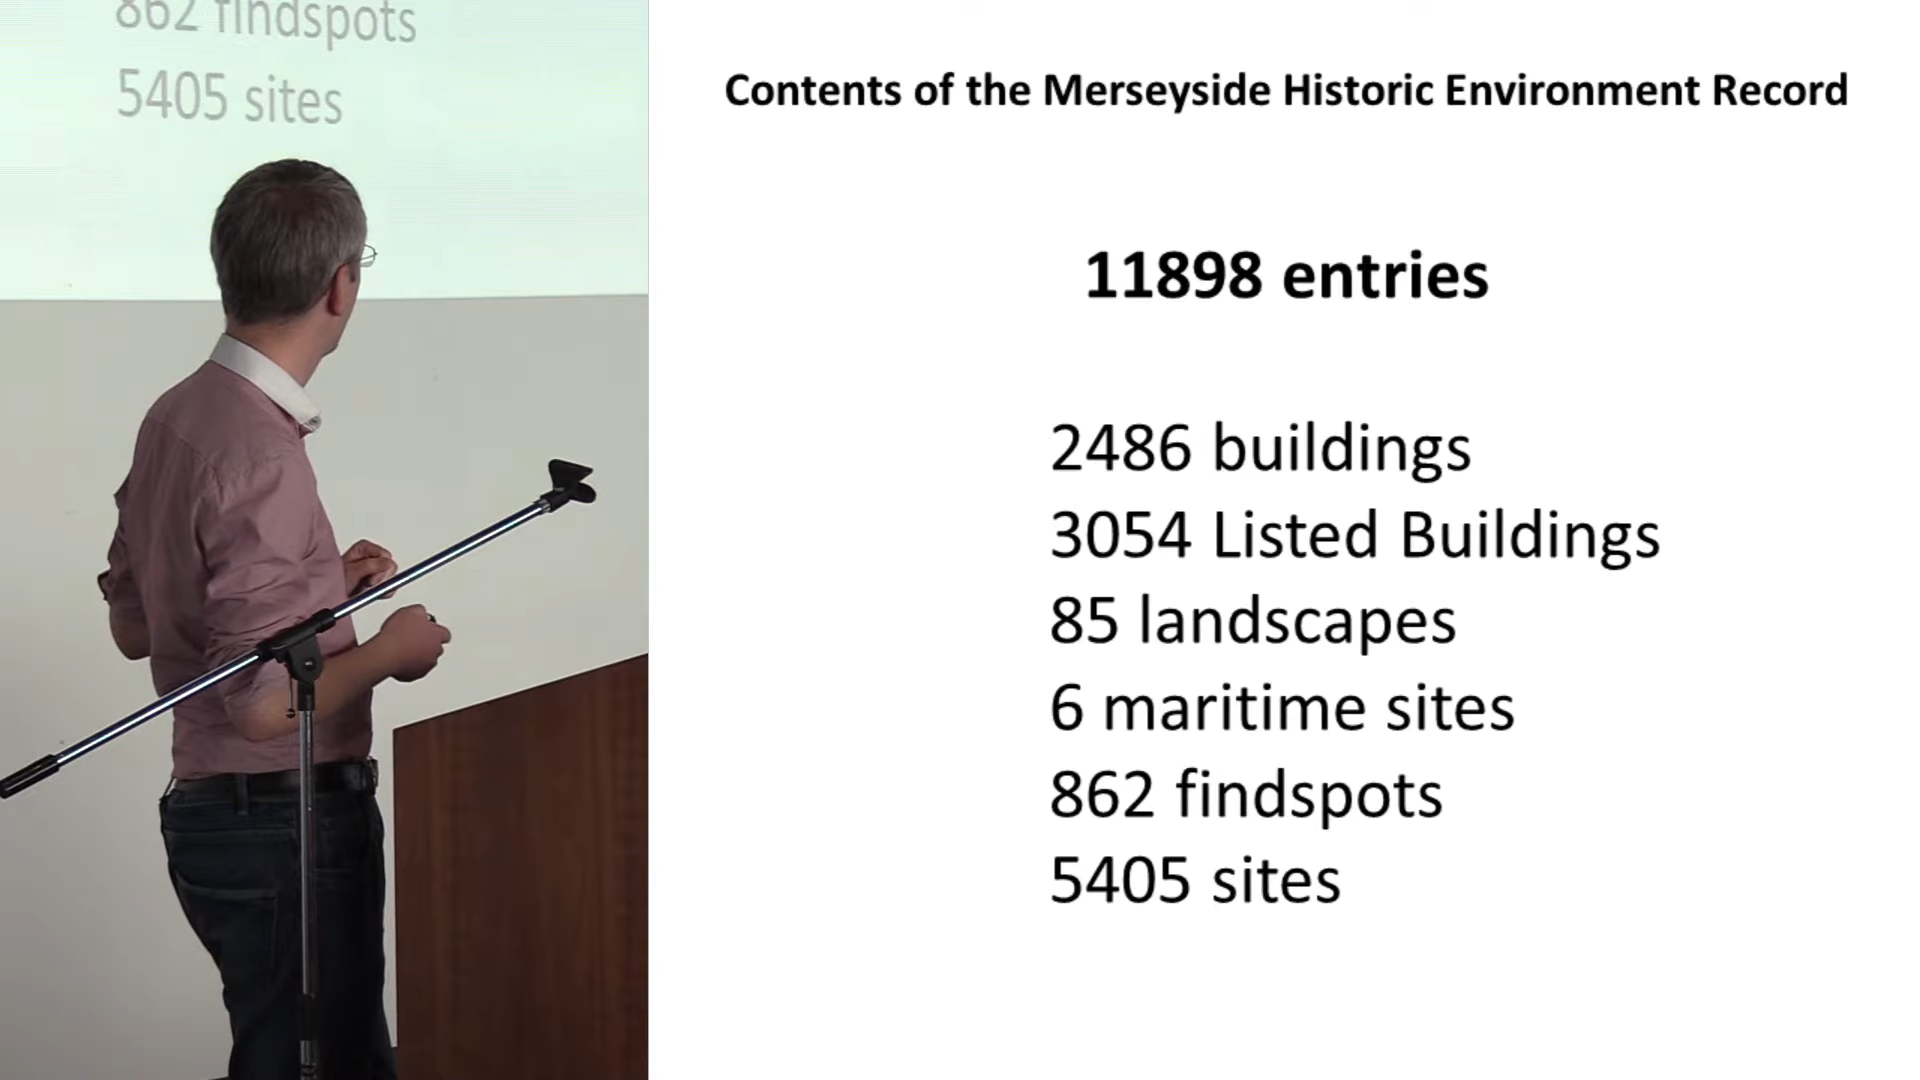 862 findspots
5405 sites
Contents of the Merseyside Historic Environment Record
11898 entries
2486 buildings
3054 Listed Buildings
85 landscapes
6 maritime sites
862 findspots
5405 sites